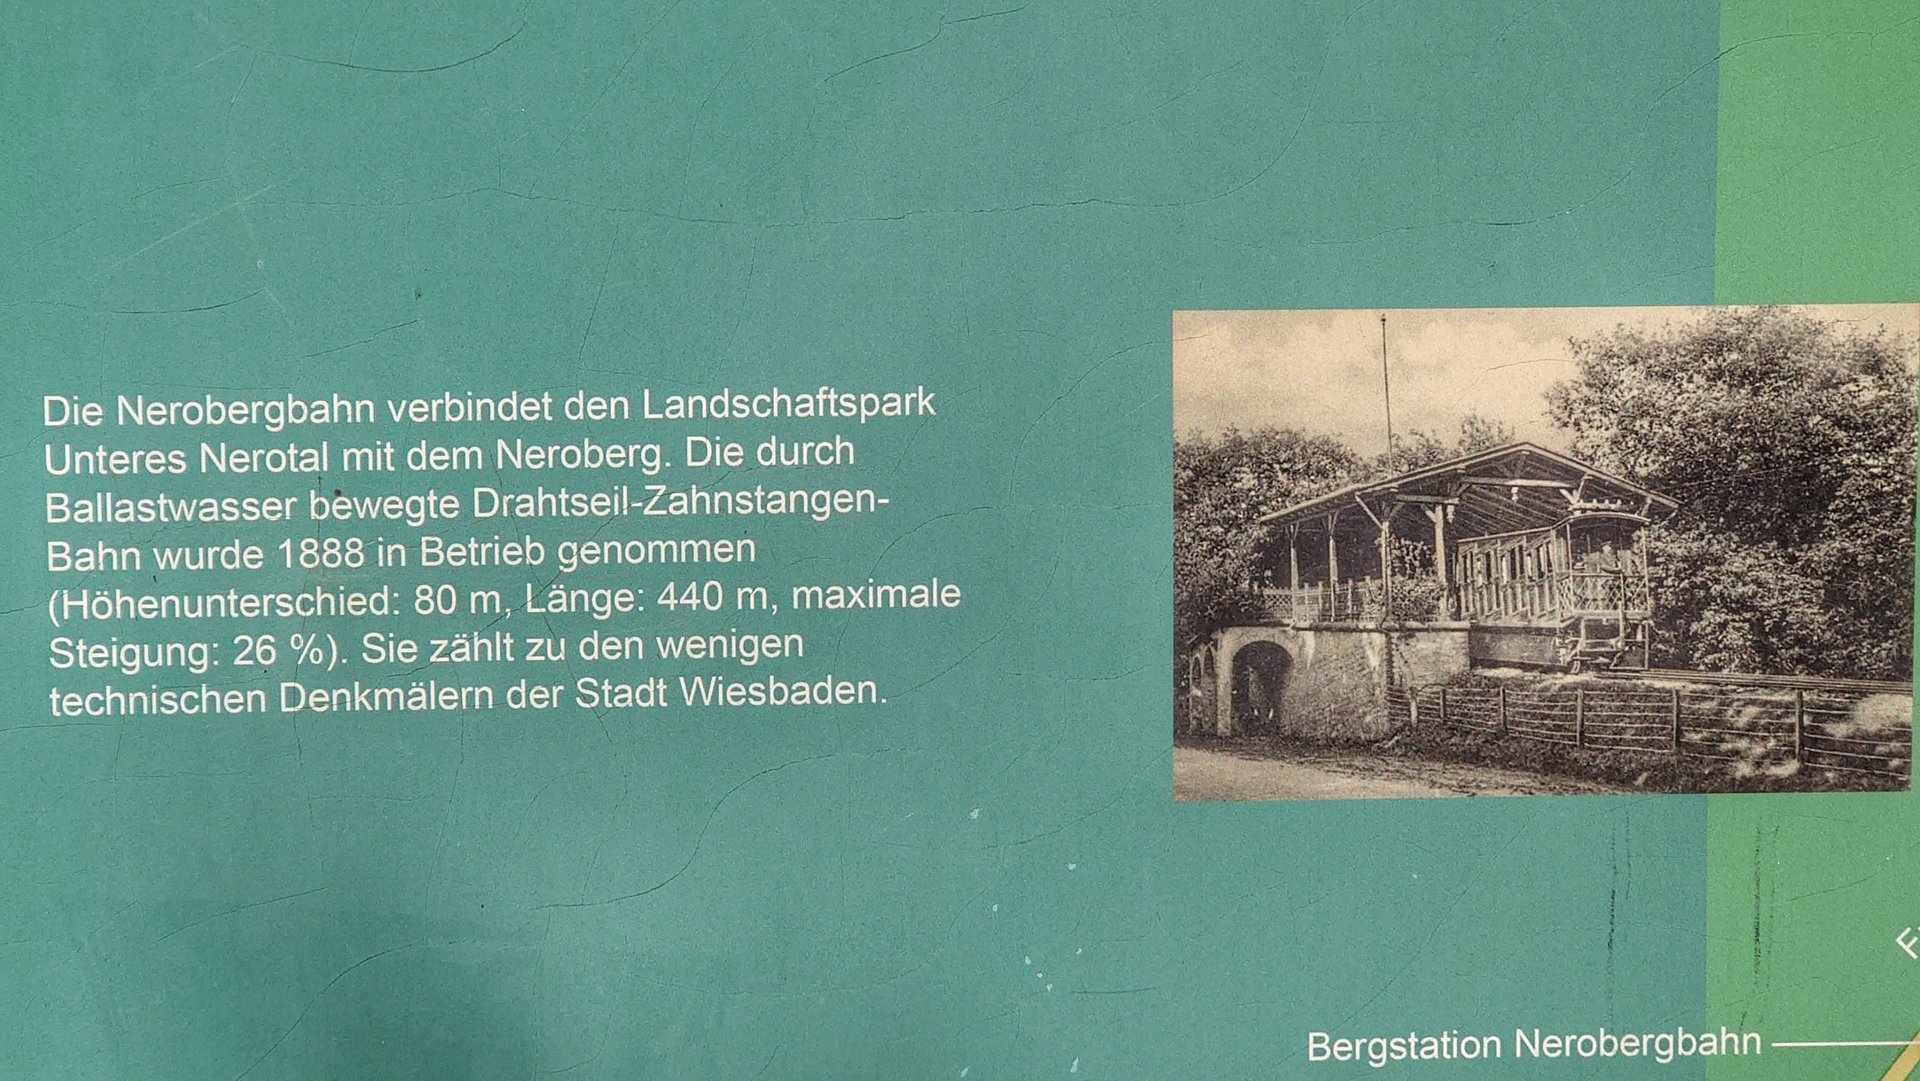 Die Nerobergbahn verbindet den Landschaftspark
Unteres Nerotal mit dem Neroberg. Die durch
Ballastwasser bewegte Drahtseil-Zahnstangen-
Bahn wurde 1888 in Betrieb genommen
(Höhenunterschied: 80 m, Länge: 440 m, maximale
Steigung: 26 %). Sie zählt zu den wenigen
technischen Denkmälern der Stadt Wiesbaden.
Bergstation Nerobergbahn